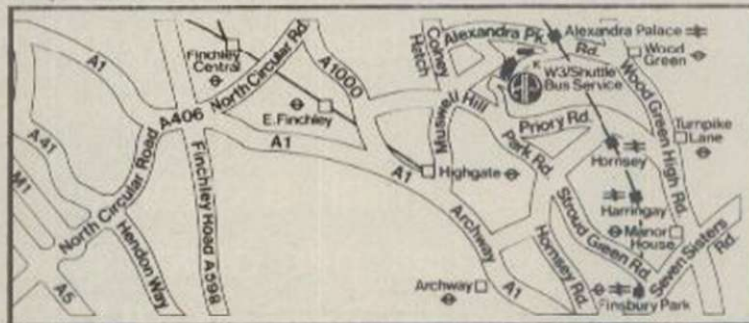 A1
Finchley
Central
North Circular Rd.
A1000
Colney
Hatch
Alexandra Pk.
Rd.
Alexandra Palace
Wood
Green
K
W3/Shuttle
Bus Service
AP
Wood Green High Rd.
A406
E.Finchley
A41
M1
A1
Muswell Hill
Priory Rd.
Park Rd.
Turnpike
Lane
Hornsey
North Circular Road
Finchley Road A598
A1
Highgate
Harringay
Manor
House
Stroud Green Rd.
Seven Sisters
Rd.
Hendon Way
A5
Archway
Archway
A1
Hornsey Rd.
Finsbury Park